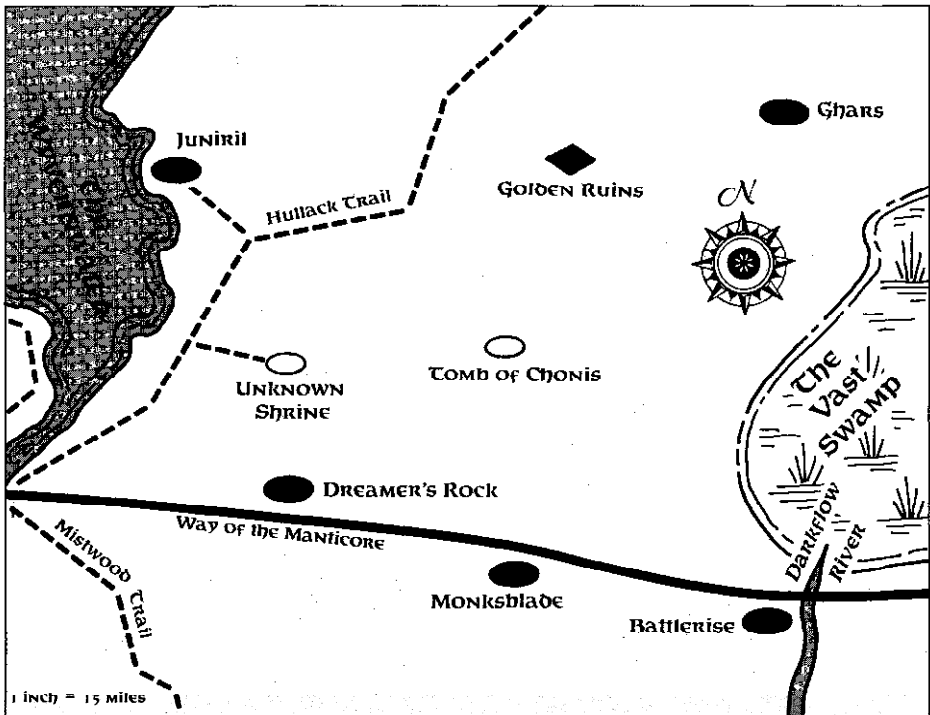 Ghars
Juniril
Golden Ruins
N
Hullack Trail
The
Vast
Swamp
Tomb of Chonis
Unknown
Shrine
Dreamer's Rock
Way of the Manticore
Mistwood
Trail
Darkflow
River
Monksblade
Battlerise
1 inch = 15 miles